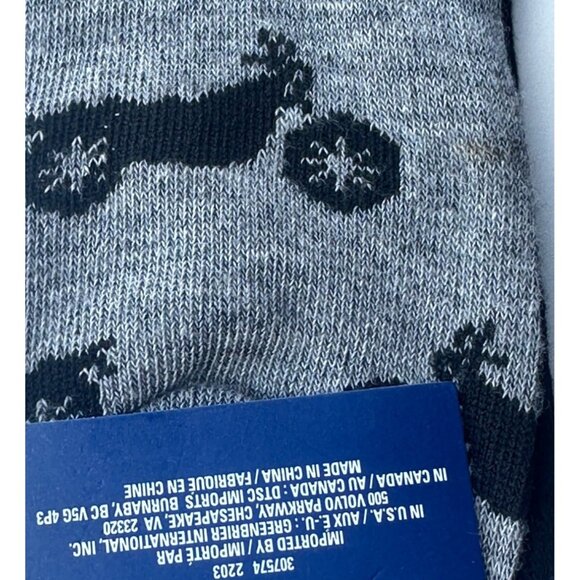 307574 2203
IMPORTED BY / IMPORTÉ PAR
IN U.S.A. / AUX É.-U. : GREENBRIER INTERNATIONAL, INC.
500 VOLVO PARKWAY, CHESAPEAKE, VA 23320
IN CANADA / AU CANADA : DTSC IMPORTS BURNABY, BC V5G 4P3
MADE IN CHINA / FABRIQUÉ EN CHINE